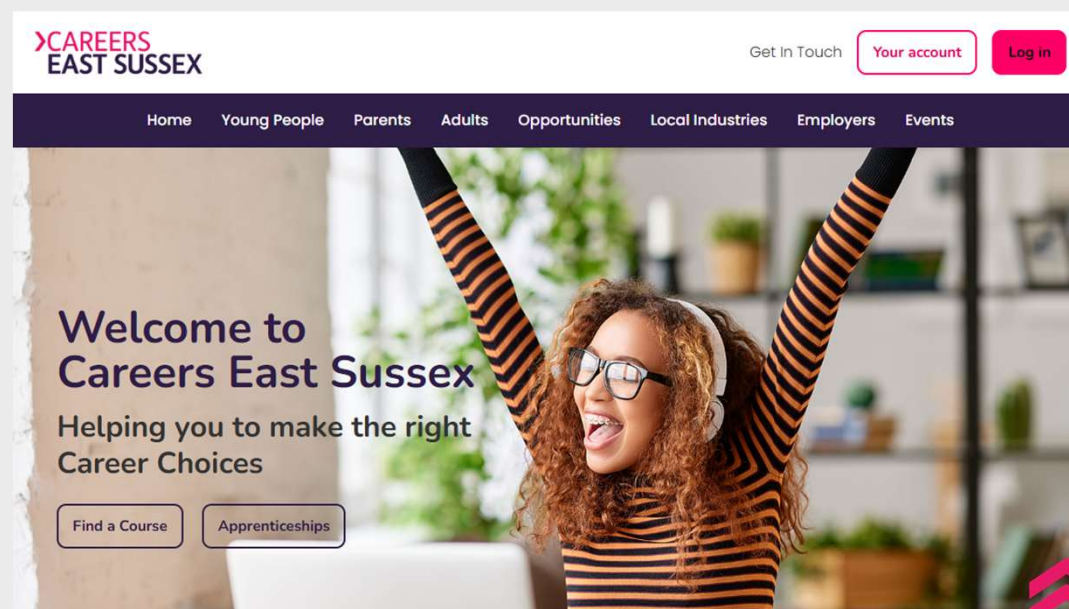 CAREERS
EAST SUSSEX
Get In Touch
Your account
Log in
Home Young People Parents Adults Opportunities Local Industries Employers Events
Welcome to
Careers East Sussex
Helping you to make the right
Career Choices
Find a Course
Apprenticeships